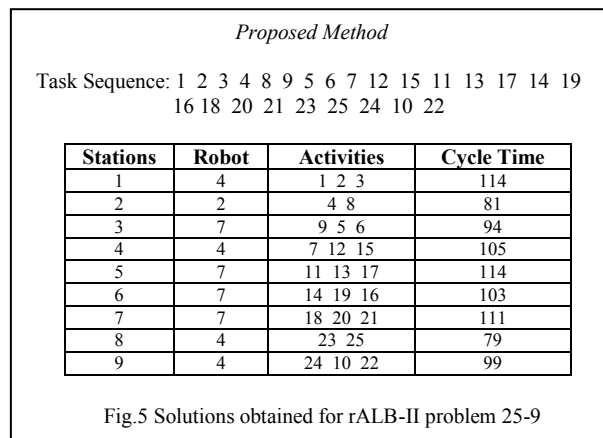 Proposed Method
Task Sequence: 1 2 3 4 8 9 5 6 7 12 15 11 13 17 14 19
16 18 20 21 23 25 24 10 22
Stations Robot Activities Cycle Time
1 4 1 2 3 114
2 2 4 8 81
3 7 9 5 6 94
4 4 7 12 15 105
5 7 11 13 17 114
6 7 14 19 16 103
7 7 18 20 21 111
8 4 23 25 79
9 4 24 10 22 99
Fig.5 Solutions obtained for rALB-II problem 25-9